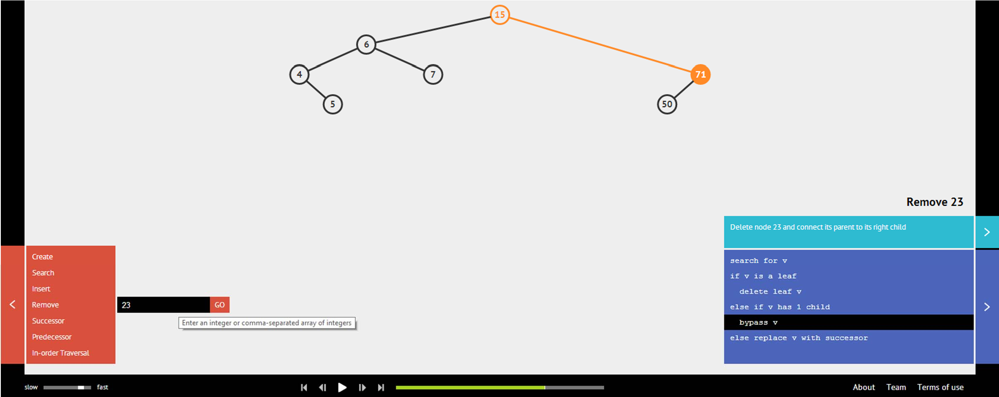 15
6
4
7
71
5
50
Remove 23
Delete node 23 and connect its parent to its right child
search for v
if v is a leaf
delete leaf v
else if v has 1 child
bypass v
else replace v with successor
Create
Search
Insert
Remove
23
GO
Enter an integer or comma-separated array of integers
Successor
Predecessor
In-order Traversal
slow
fast
About
Team
Terms of use